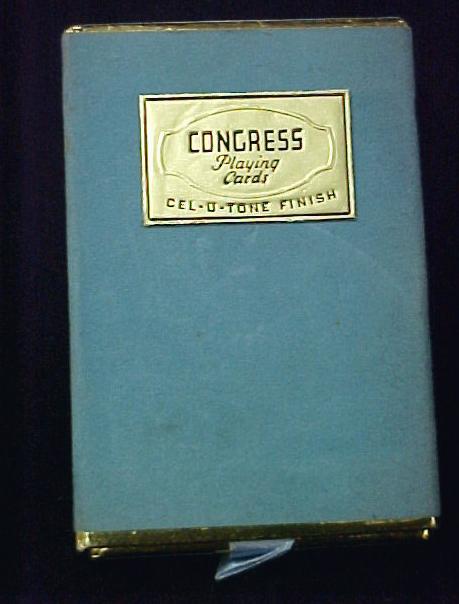 CONGRESS
Playing
Cards
CEL-U-TONE FINISH